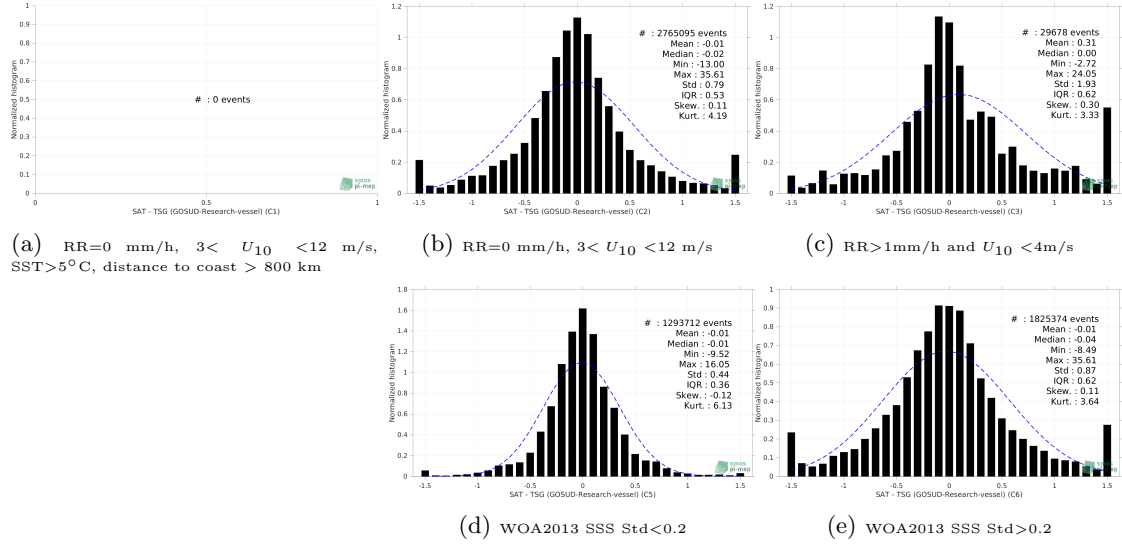 1
0.9
0.8
0.7
0.6
0.5
0.4
0.3
0.2
0.1
0
0 0.5 1
Normalized histogram
# : 0 events
smos
pi-mep
SAT - TSG (GOSUD-Research-vessel) (C1)
(a) RR=0 mm/h, 3< U10 <12 m/s,
SST>5°C, distance to coast > 800 km
1.2
1
0.8
0.6
0.4
0.2
0
-1.5 -1 -0.5 0 0.5 1 1.5
Normalized histogram
# : 2765095 events
Mean : -0.01
Median : -0.02
Min : -13.00
Max : 35.61
Std : 0.79
IQR : 0.53
Skew. : 0.11
Kurt. : 4.19
smos
pi-mep
SAT - TSG (GOSUD-Research-vessel) (C2)
(b) RR=0 mm/h, 3< U10 <12 m/s
1.2
1
0.8
0.6
0.4
0.2
0
-1.5 -1 -0.5 0 0.5 1 1.5
Normalized histogram
# : 29678 events
Mean : 0.31
Median : 0.00
Min : -2.72
Max : 24.05
Std : 1.93
IQR : 0.62
Skew. : 0.30
Kurt. : 3.33
smos
pi-mep
SAT - TSG (GOSUD-Research-vessel) (C3)
(c) RR>1mm/h and U10 <4m/s
1.8
1.6
1.4
1.2
1
0.8
0.6
0.4
0.2
0
-1.5 -1 -0.5 0 0.5 1 1.5
Normalized histogram
# : 1293712 events
Mean : -0.01
Median : -0.01
Min : -9.52
Max : 16.05
Std : 0.44
IQR : 0.36
Skew. : -0.12
Kurt. : 6.13
smos
pi-mep
SAT - TSG (GOSUD-Research-vessel) (C5)
(d) WOA2013 SSS Std<0.2
1
0.9
0.8
0.7
0.6
0.5
0.4
0.3
0.2
0.1
0
-1.5 -1 -0.5 0 0.5 1 1.5
Normalized histogram
# : 1825374 events
Mean : -0.01
Median : -0.04
Min : -8.49
Max : 35.61
Std : 0.87
IQR : 0.62
Skew. : 0.11
Kurt. : 3.64
smos
pi-mep
SAT - TSG (GOSUD-Research-vessel) (C6)
(e) WOA2013 SSS Std>0.2